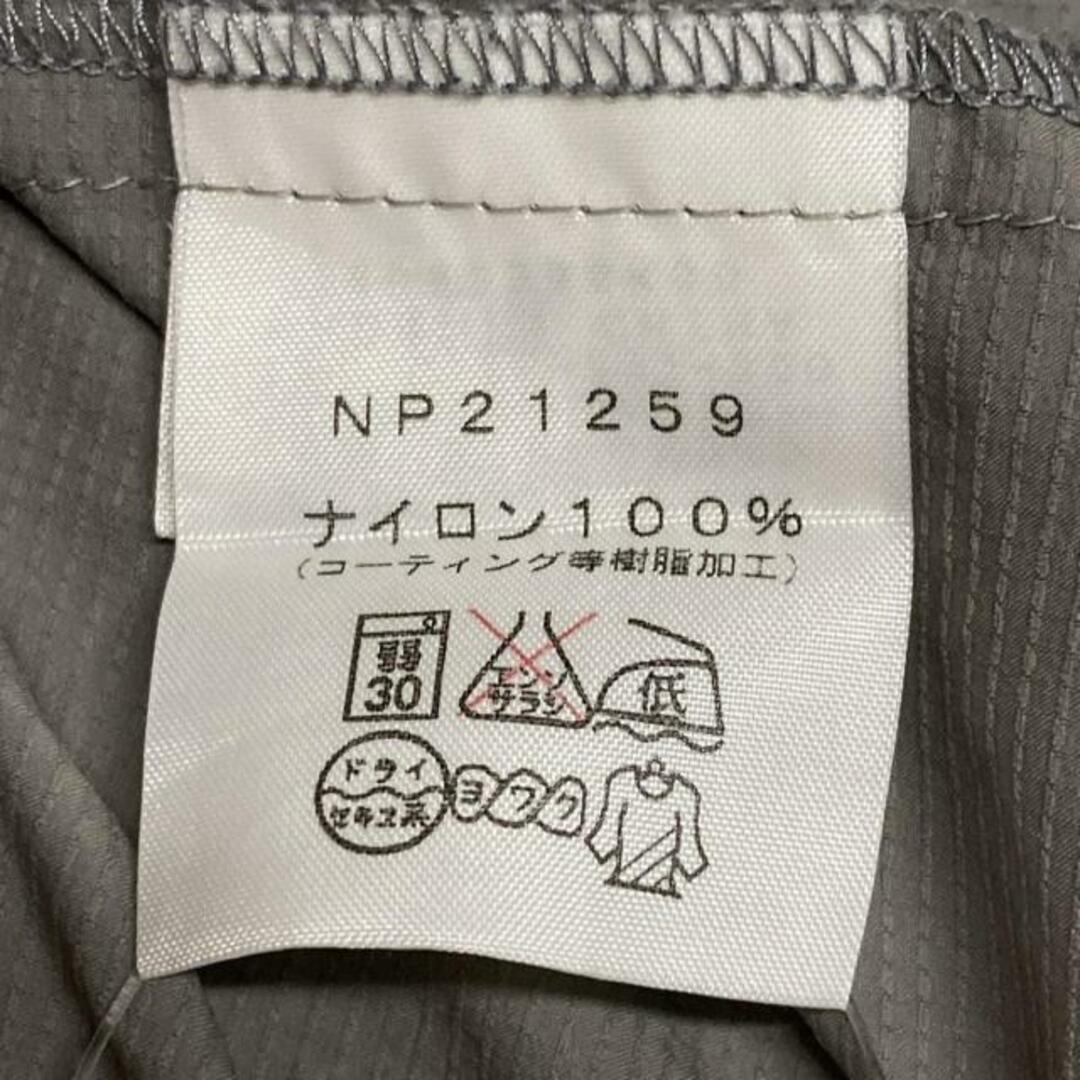 NP21259
ナイロン100%
(コーティング等樹脂加工)
弱
30
エンソ
サラシ
低
ドライ
セキユ系
ヨワク